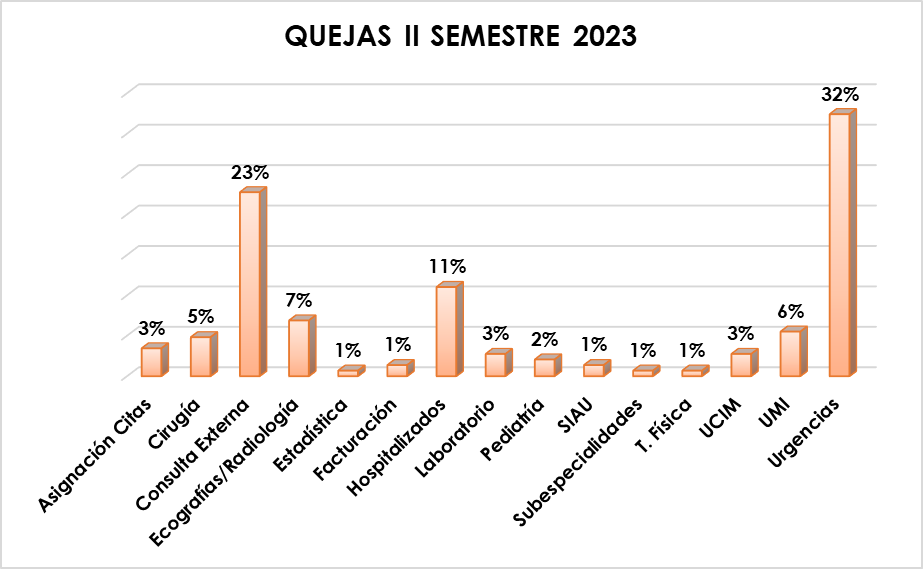 QUEJAS II SEMESTRE 2023
3%
5%
23%
7%
1%
1%
11%
3%
2%
1%
1%
1%
3%
6%
32%
Asignación Citas
Cirugía
Consulta Externa
Ecografías/Radiología
Estadística
Facturación
Hospitalizados
Laboratorio
Pediatría
SIAU
Subespecialidades
T. Física
UCIM
UMI
Urgencias